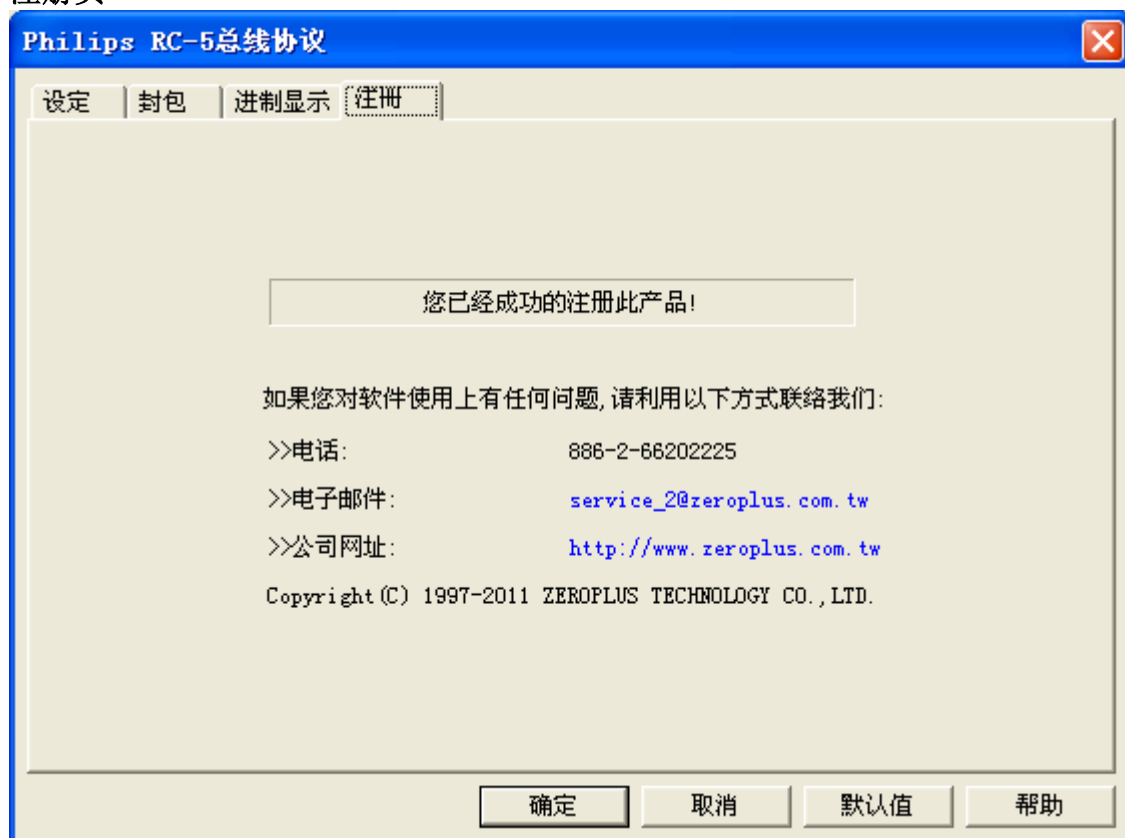 Philips RC-5总线协议
设定 封包 进制显示 注册
您已经成功的注册此产品!
如果您对软件使用上有任何问题,请利用以下方式联络我们:
>>电话: 886-2-66202225
>>电子邮件: service_2@zeroplus.com.tw
>>公司网址: http://www.zeroplus.com.tw
Copyright(C) 1997-2011 ZEROPLUS TECHNOLOGY CO.,LTD.
确定 取消 默认值 帮助